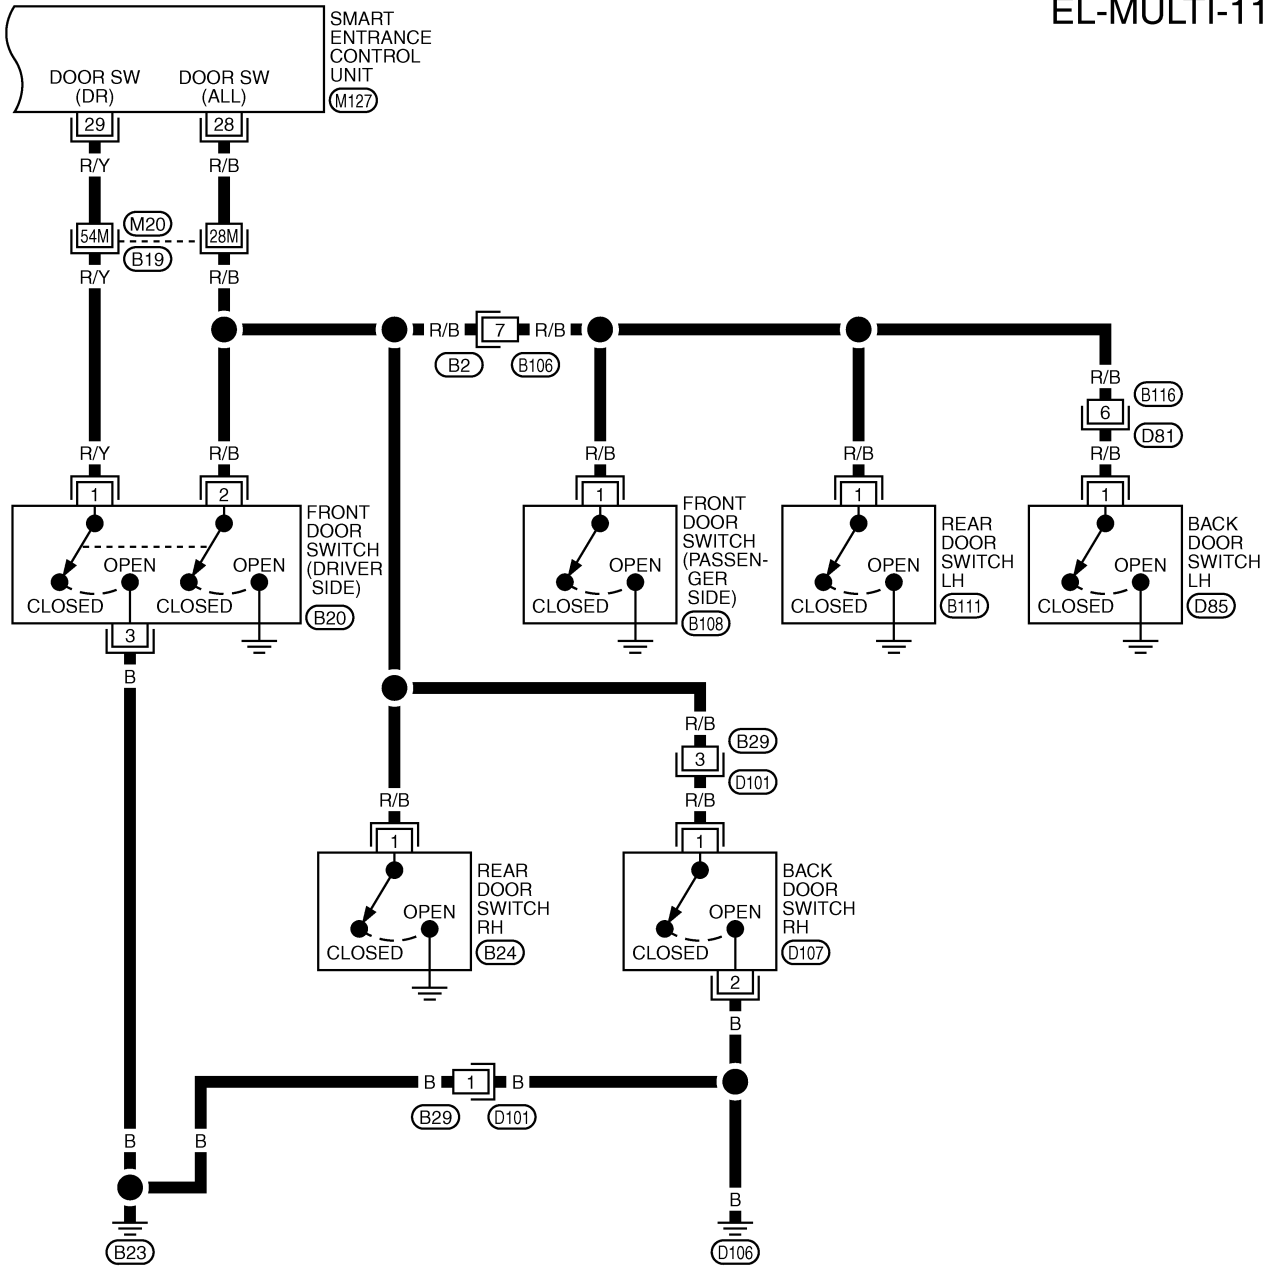 EL-MULTI-11
SMART
ENTRANCE
CONTROL
UNIT
M127
DOOR SW
(DR)
DOOR SW
(ALL)
29
28
R/Y
R/B
54M
M20
B19
28M
R/Y
R/B
R/B
7
R/B
B2
B106
R/B
B116
6
D81
R/Y
R/B
R/B
R/B
R/B
1
2
1
1
1
FRONT
DOOR
SWITCH
(DRIVER
SIDE)
B20
OPEN
CLOSED
OPEN
CLOSED
FRONT
DOOR
SWITCH
(PASSEN-
GER
SIDE)
B108
OPEN
CLOSED
REAR
DOOR
SWITCH
LH
B111
OPEN
CLOSED
BACK
DOOR
SWITCH
LH
D85
OPEN
CLOSED
3
B
R/B
B29
3
D101
R/B
R/B
1
1
REAR
DOOR
SWITCH
RH
B24
OPEN
CLOSED
BACK
DOOR
SWITCH
RH
D107
OPEN
CLOSED
2
B
B
1
B
B29
D101
B
B
B
B23
D106